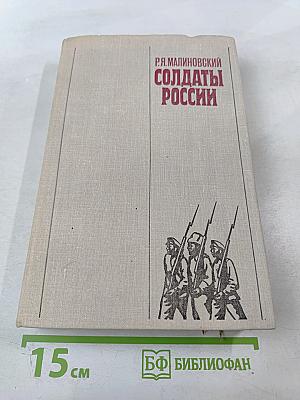 Р.Я.МАЛИНОВСКИЙ
СОЛДАТЫ
РОССИИ
15 см
БФ БИБЛИОФАН